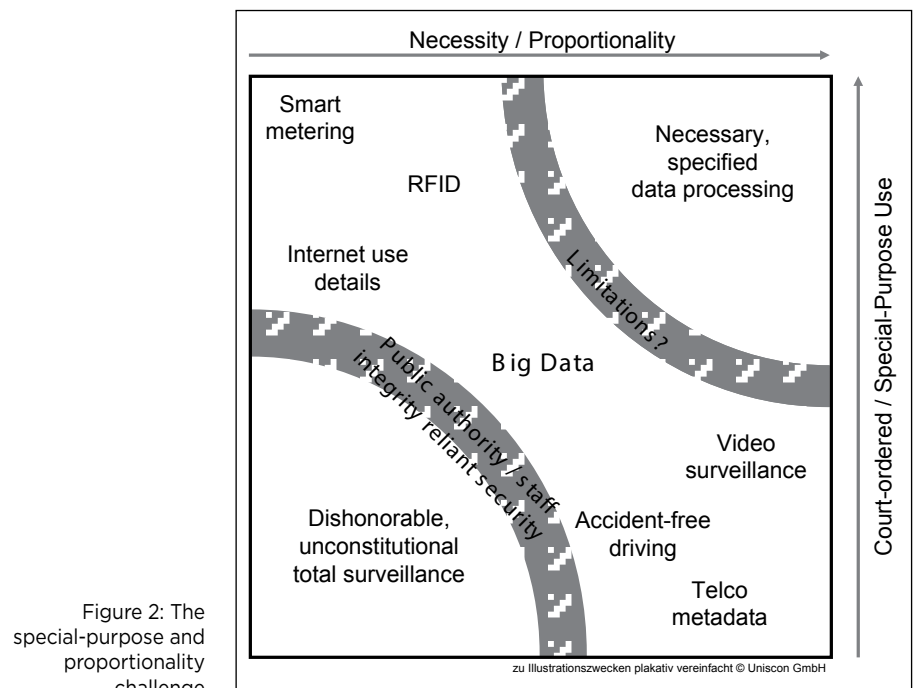 Necessity / Proportionality
Smart
metering
RFID
Internet use
details
Necessary,
specified
data processing
Limitations?
Big Data
Public authority / staff
integrity reliant security
Video
surveillance
Accident-free
driving
Telco
metadata
Dishonorable,
unconstitutional
total surveillance
Court-ordered / Special-Purpose Use
zu Illustrationszwecken plakativ vereinfacht © Uniscon GmbH
Figure 2: The
special-purpose and
proportionality
challenge